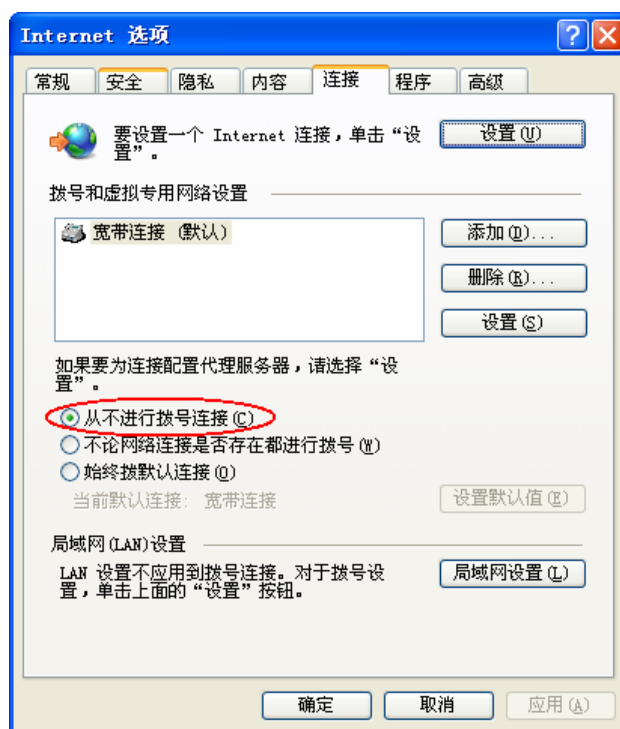 Internet 选项
常规 安全 隐私 内容 连接 程序 高级
要设置一个 Internet 连接，单击“设
置”。
设置(U)
拨号和虚拟专用网络设置
宽带连接 (默认)
添加(D)...
删除(R)...
设置(S)
如果要为连接配置代理服务器，请选择“设
置”。
从不进行拨号连接(C)
不论网络连接是否存在都进行拨号(W)
始终拨默认连接(O)
当前默认连接: 宽带连接
设置默认值(E)
局域网(LAN)设置
LAN 设置不应用到拨号连接。对于拨号设
置，单击上面的“设置”按钮。
局域网设置(L)
确定 取消 应用(A)